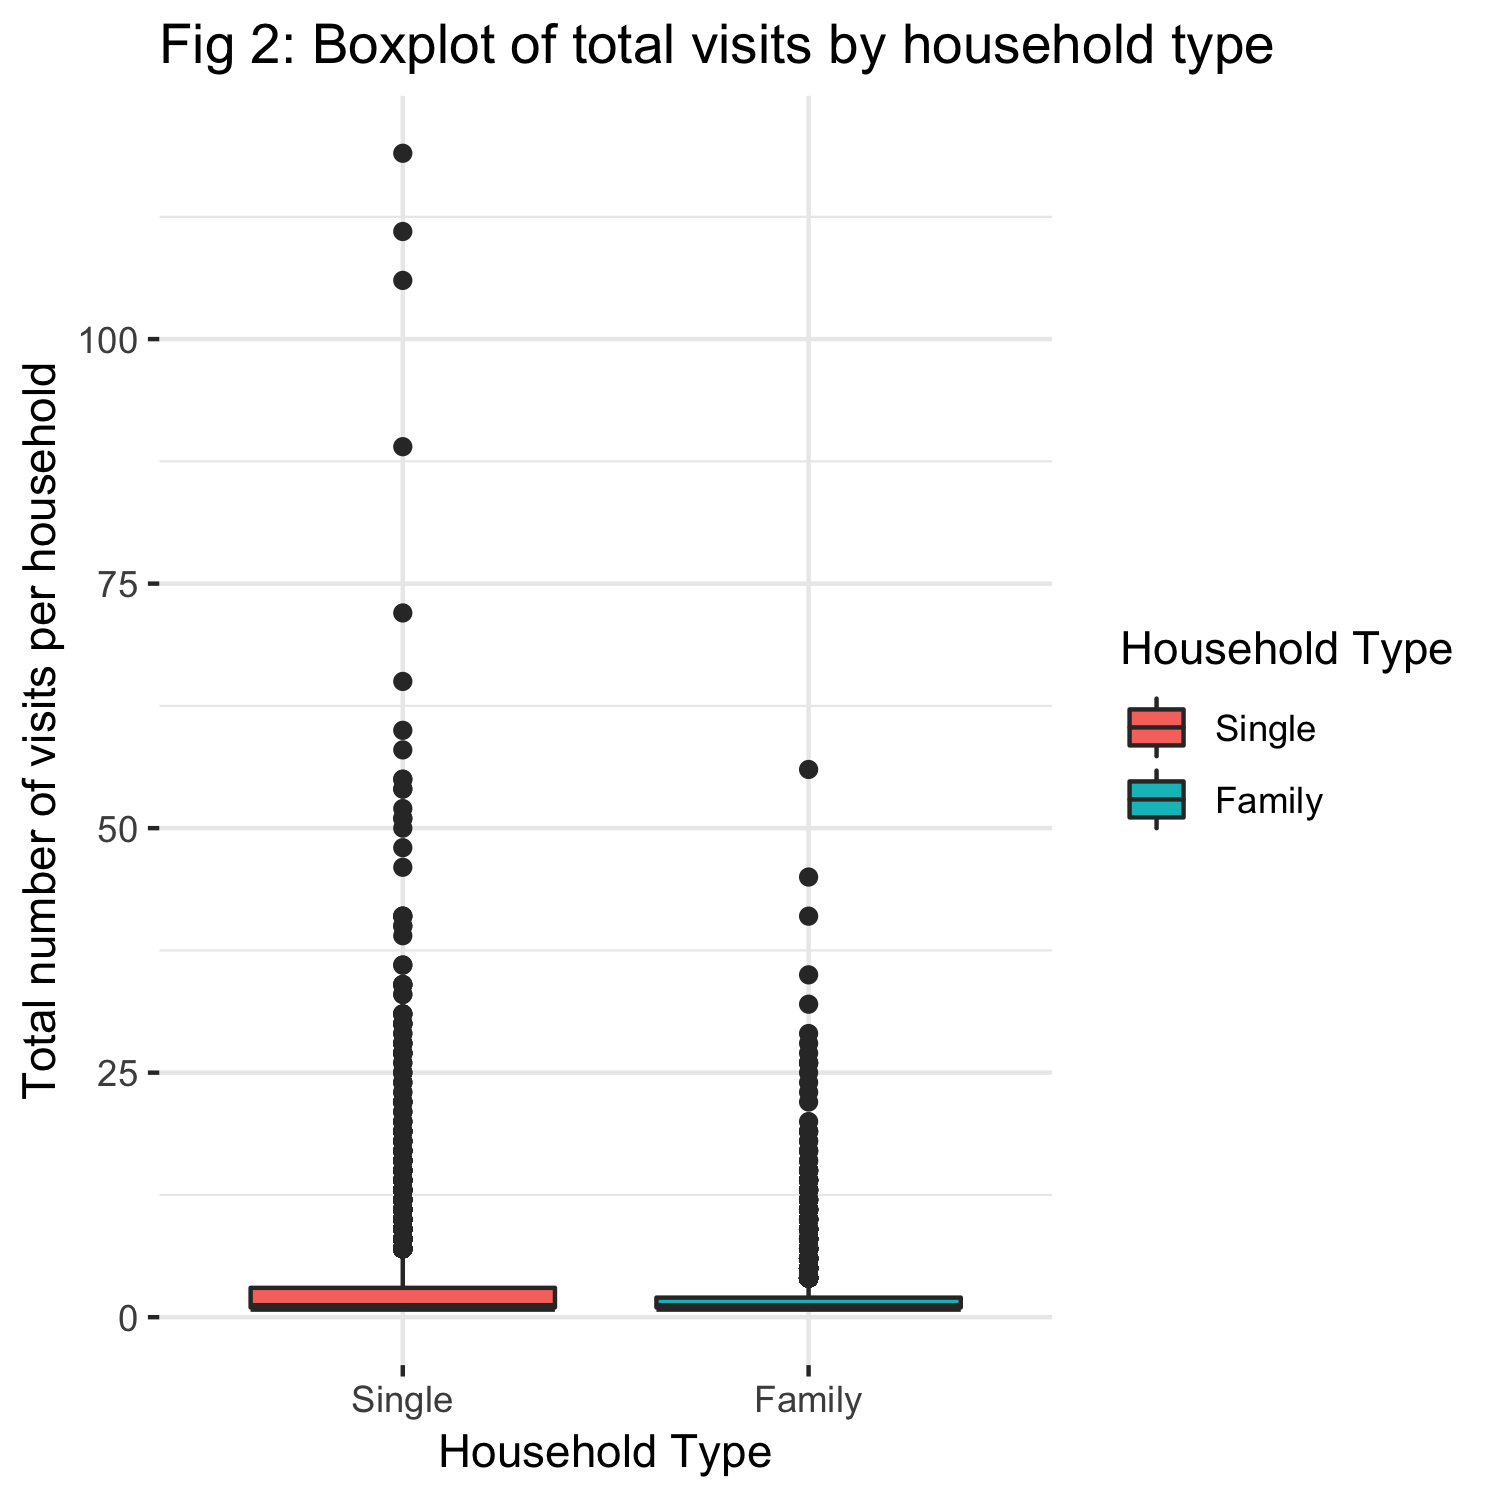 Fig 2: Boxplot of total visits by household type
Total number of visits per household
100
75
50
25
0
Single
Family
Household Type
Household Type
Single
Family